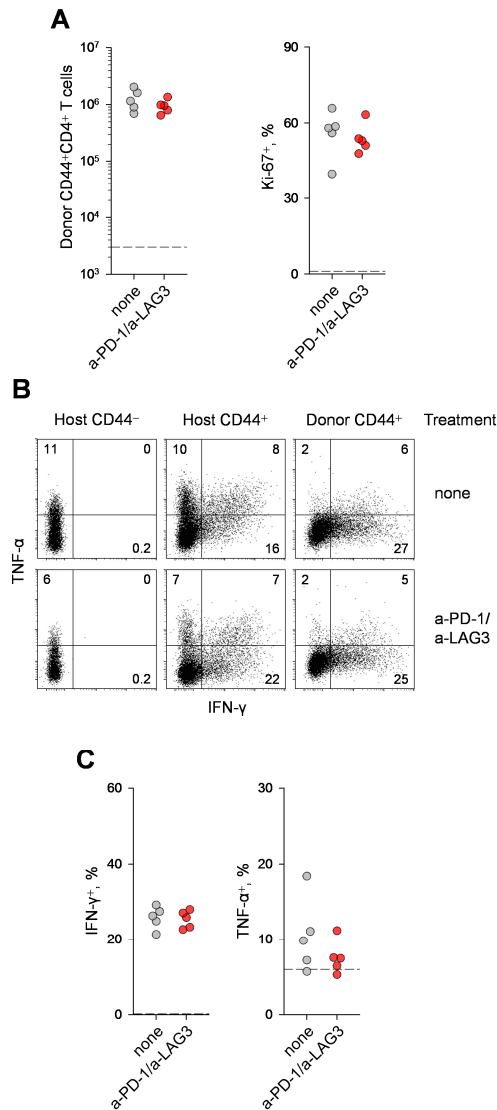 A
Donor CD44⁺CD4⁺ T cells
10⁷
10⁶
10⁵
10⁴
10³
none
a-PD-1/a-LAG3
Ki-67⁺, %
90
60
30
0
none
a-PD-1/a-LAG3
B
Host CD44⁻ Host CD44⁺ Donor CD44⁺ Treatment
11 0 10 8 2 6
none
0.2 16 27
TNF-α
6 0 7 7 2 5
a-PD-1/
a-LAG3
0.2 22 25
IFN-γ
C
IFN-γ⁺, %
60
40
20
0
none
a-PD-1/a-LAG3
TNF-α⁺, %
30
20
10
0
none
a-PD-1/a-LAG3